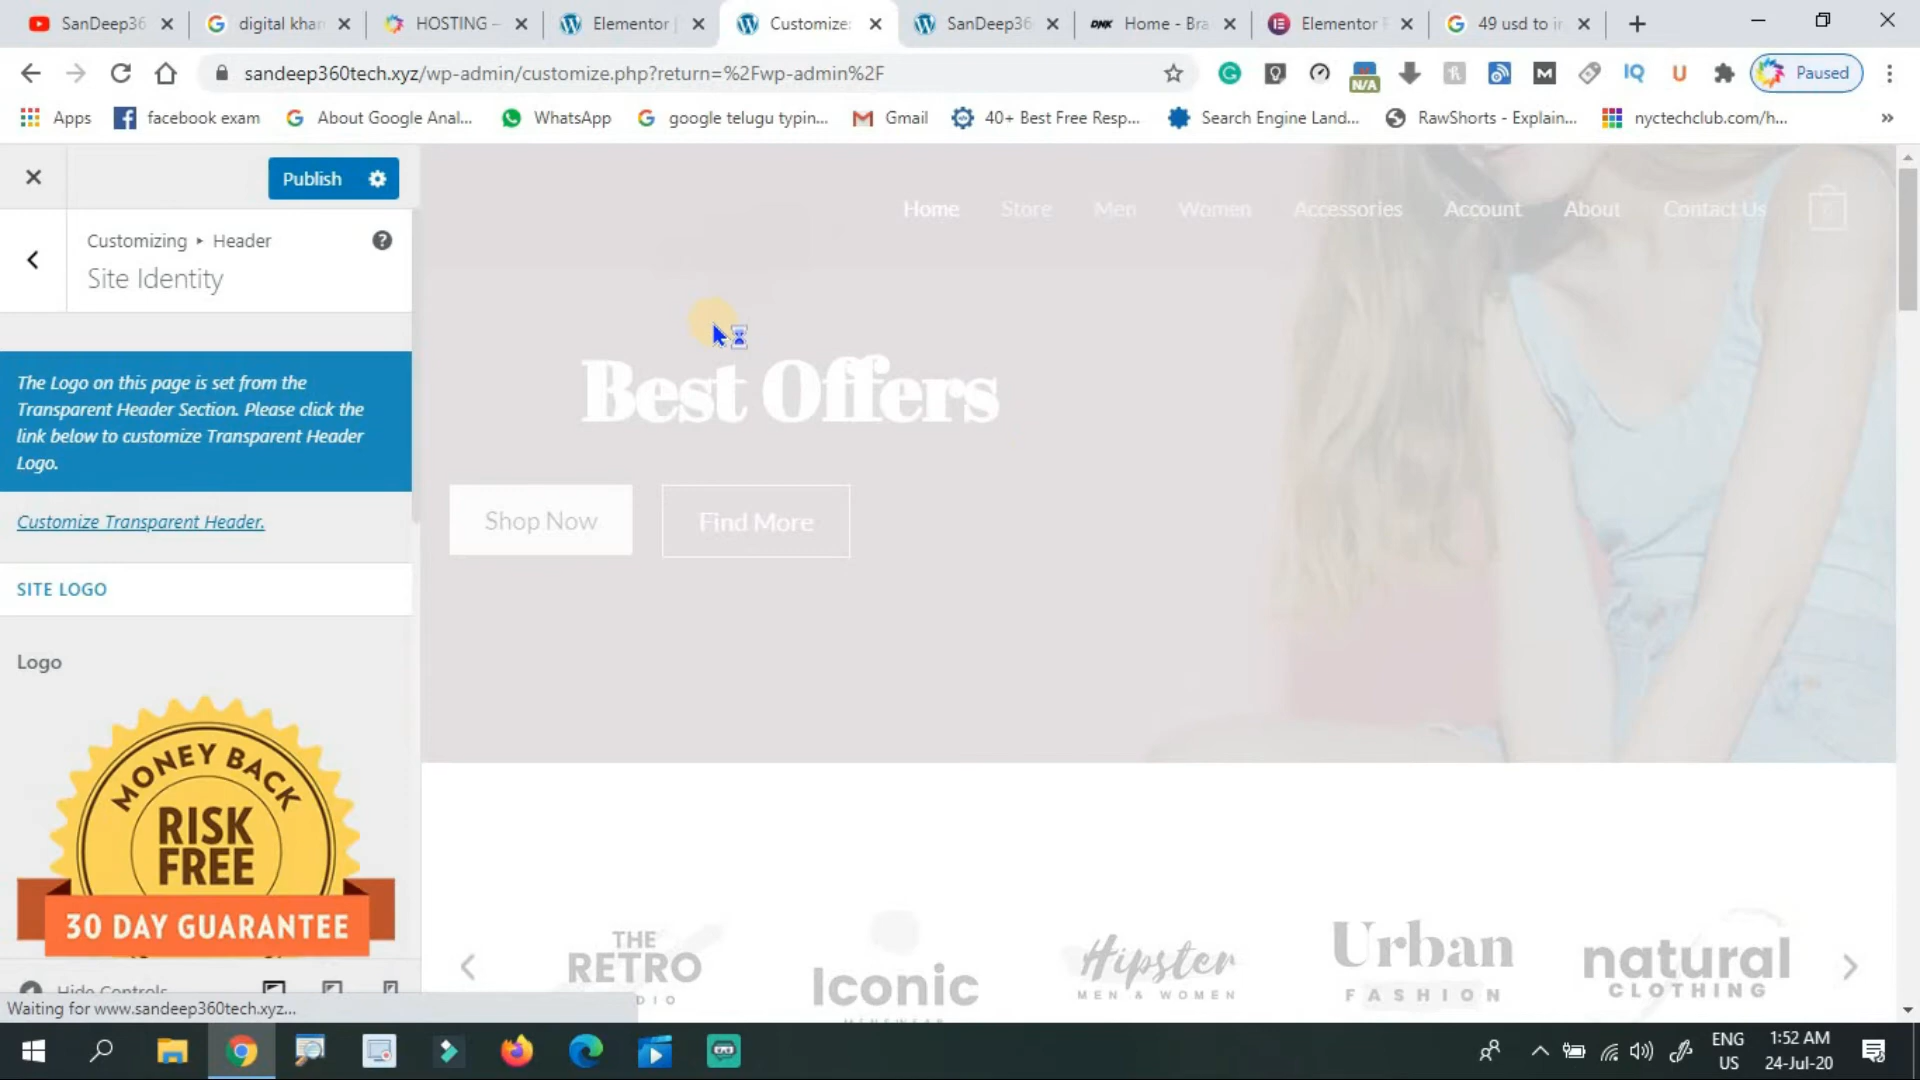 SanDeep36
digital khan
HOSTING –
Elementor
Customize:
SanDeep36
DNK Home - Bra
Elementor
49 usd to in
sandeep360tech.xyz/wp-admin/customize.php?return=%2Fwp-admin%2F
N/A
M
IQ
U
Paused
Apps
facebook exam
About Google Anal...
WhatsApp
google telugu typin...
Gmail
40+ Best Free Resp...
Search Engine Land...
RawShorts - Explain...
nyctechclub.com/h...
»
Publish
Customizing ▸ Header
Site Identity
The Logo on this page is set from the
Transparent Header Section. Please click the
link below to customize Transparent Header
Logo.
Customize Transparent Header.
SITE LOGO
Logo
MONEY BACK
RISK
FREE
30 DAY GUARANTEE
Hide Controls
Waiting for www.sandeep360tech.xyz...
Home
Store
Men
Women
Accessories
Account
About
Contact Us
Best Offers
Shop Now
Find More
THE
RETRO
Iconic
Hipster
MEN & WOMEN
Urban
FASHION
natural
CLOTHING
ENG
US
1:52 AM
24-Jul-20